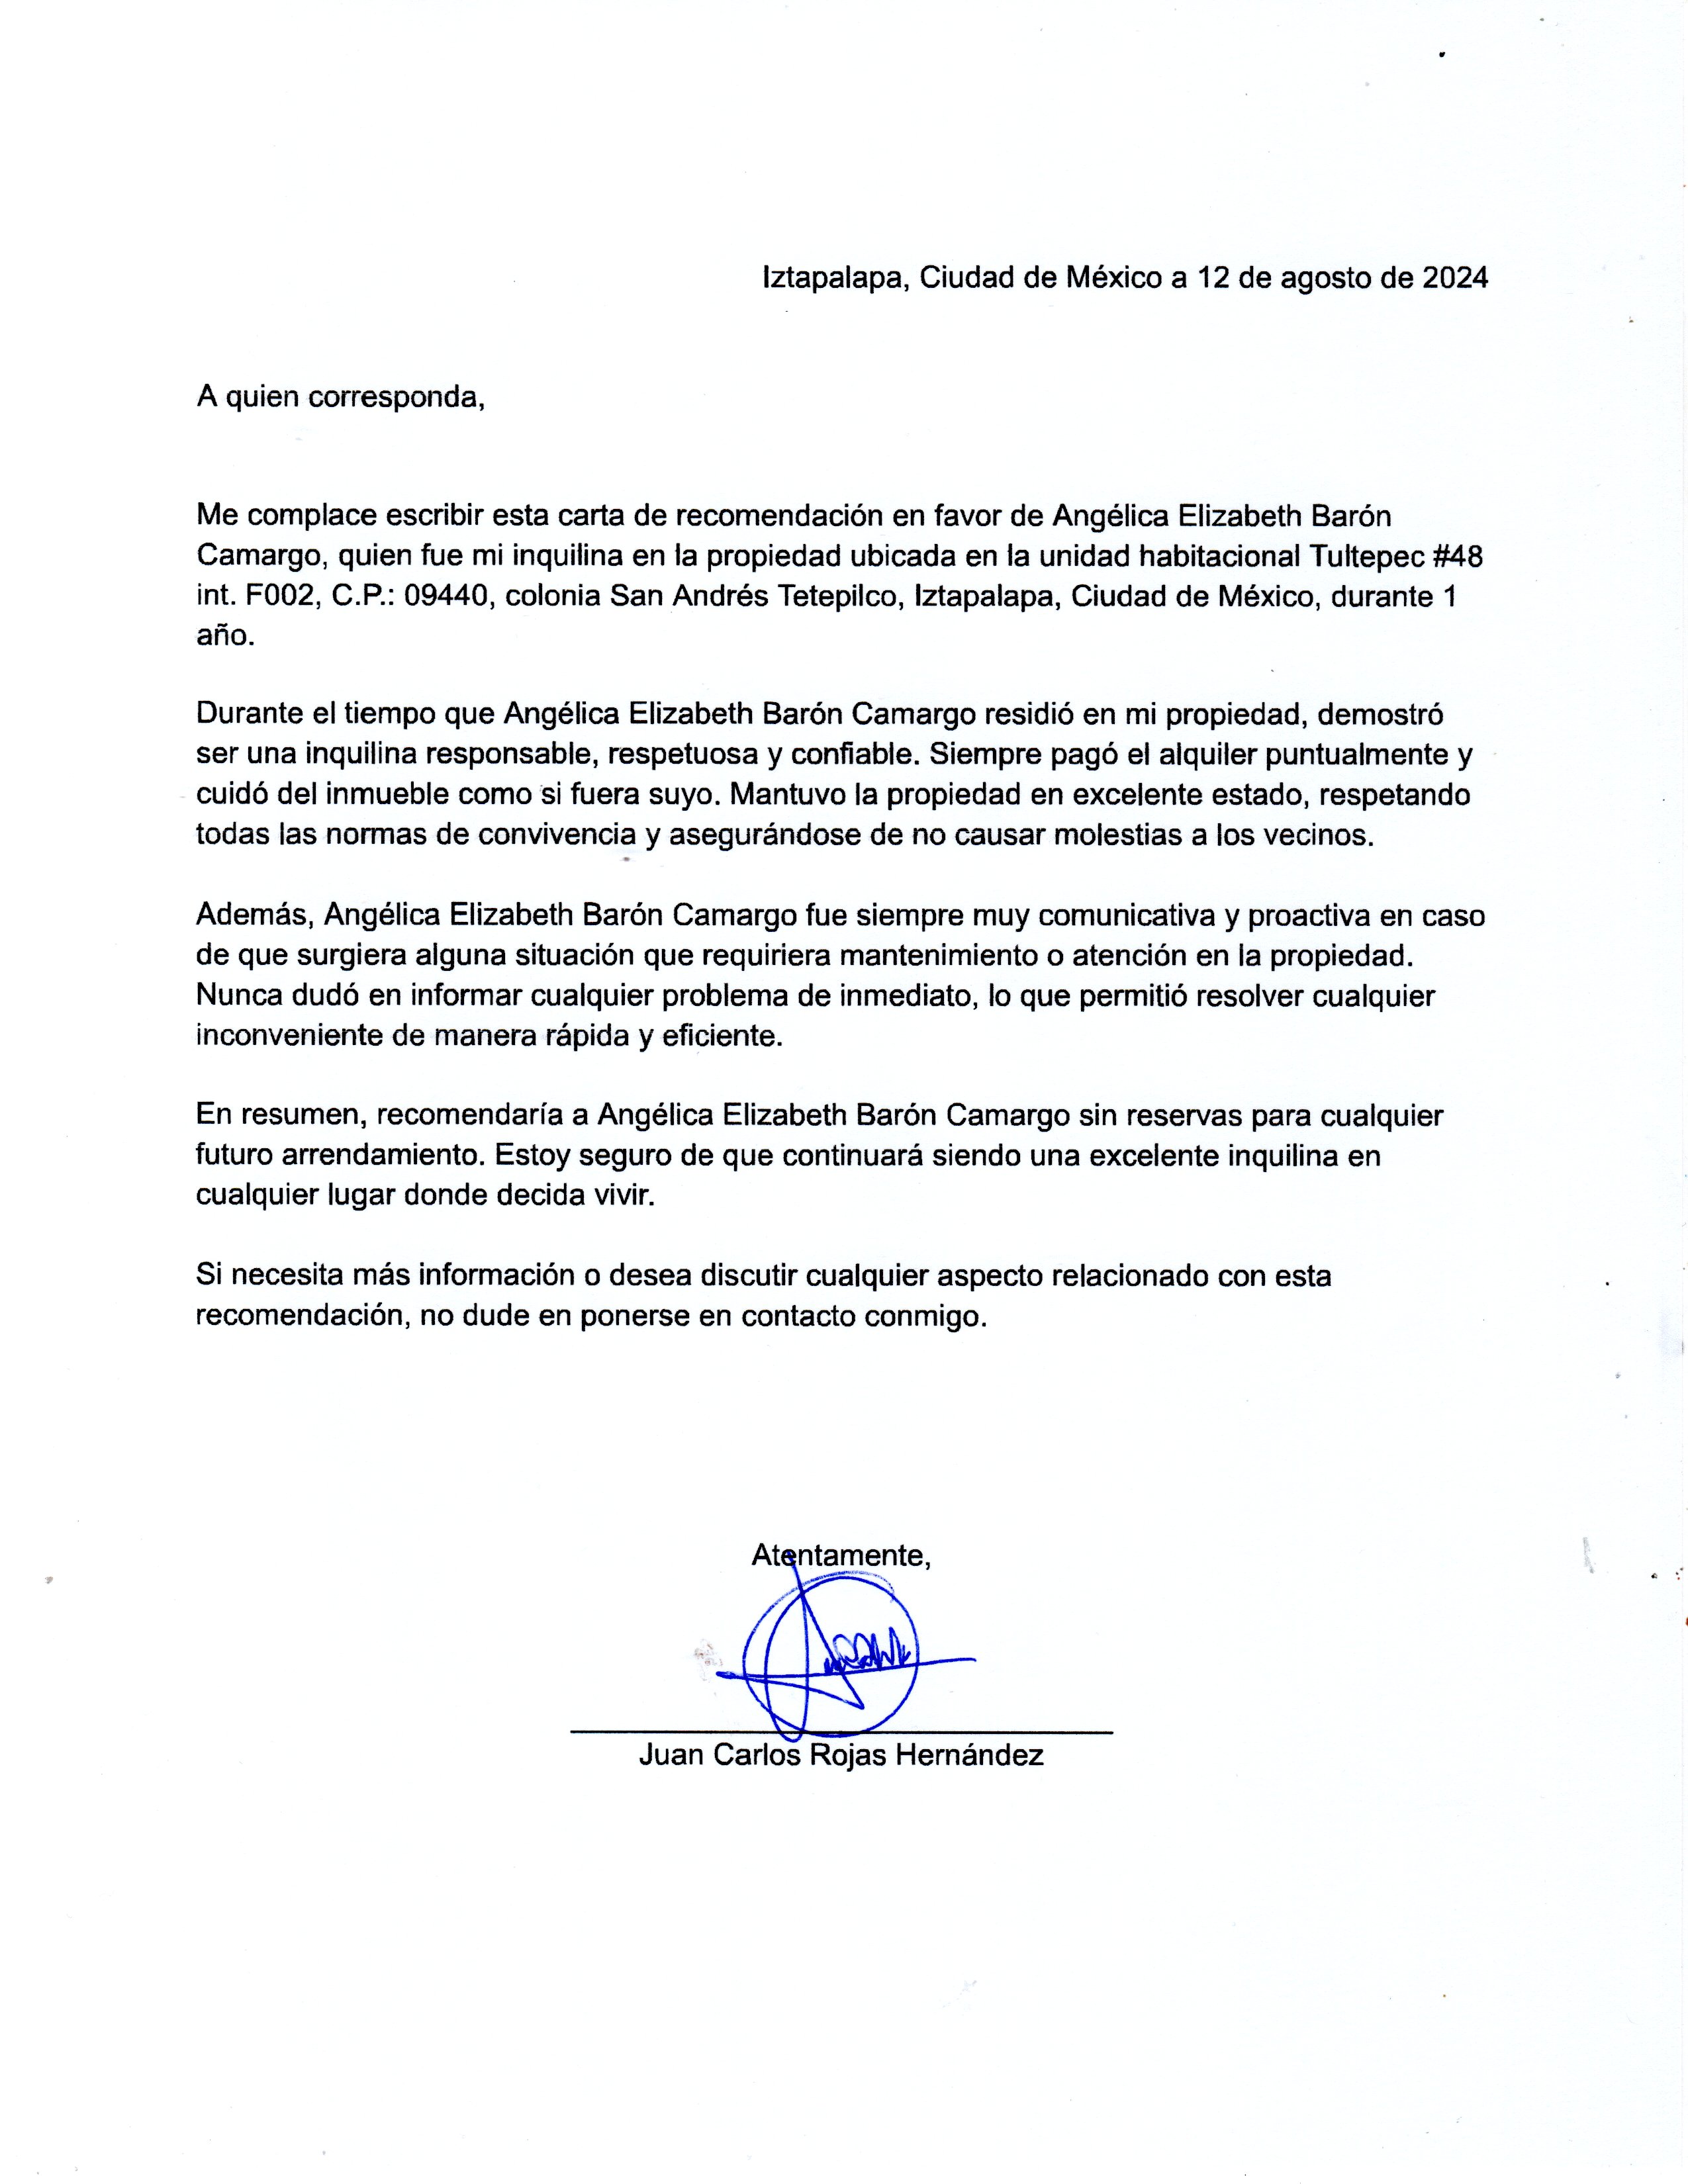 Iztapalapa, Ciudad de México a 12 de agosto de 2024
A quien corresponda,
Me complace escribir esta carta de recomendación en favor de Angélica Elizabeth Barón
Camargo, quien fue mi inquilina en la propiedad ubicada en la unidad habitacional Tultepec #48
int. F002, C.P.: 09440, colonia San Andrés Tetepilco, Iztapalapa, Ciudad de México, durante 1
año.
Durante el tiempo que Angélica Elizabeth Barón Camargo residió en mi propiedad, demostró
ser una inquilina responsable, respetuosa y confiable. Siempre pagó el alquiler puntualmente y
cuidó del inmueble como si fuera suyo. Mantuvo la propiedad en excelente estado, respetando
todas las normas de convivencia y asegurándose de no causar molestias a los vecinos.
Además, Angélica Elizabeth Barón Camargo fue siempre muy comunicativa y proactiva en caso
de que surgiera alguna situación que requiriera mantenimiento o atención en la propiedad.
Nunca dudó en informar cualquier problema de inmediato, lo que permitió resolver cualquier
inconveniente de manera rápida y eficiente.
En resumen, recomendaría a Angélica Elizabeth Barón Camargo sin reservas para cualquier
futuro arrendamiento. Estoy seguro de que continuará siendo una excelente inquilina en
cualquier lugar donde decida vivir.
Si necesita más información o desea discutir cualquier aspecto relacionado con esta
recomendación, no dude en ponerse en contacto conmigo.
Atentamente,
Juan Carlos Rojas Hernández